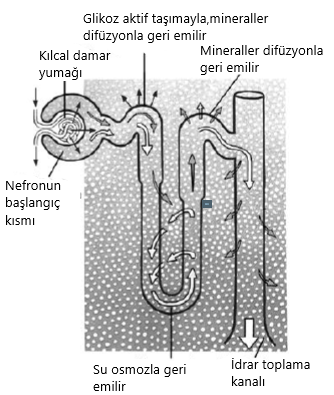 Glikoz aktif taşımayla,mineraller
difüzyonla geri emilir
Kılcal damar
yumağı
Mineraller difüzyonla
geri emilir
Nefronun
başlangıç
kısmı
Su osmozla geri
emilir
İdrar toplama
kanalı